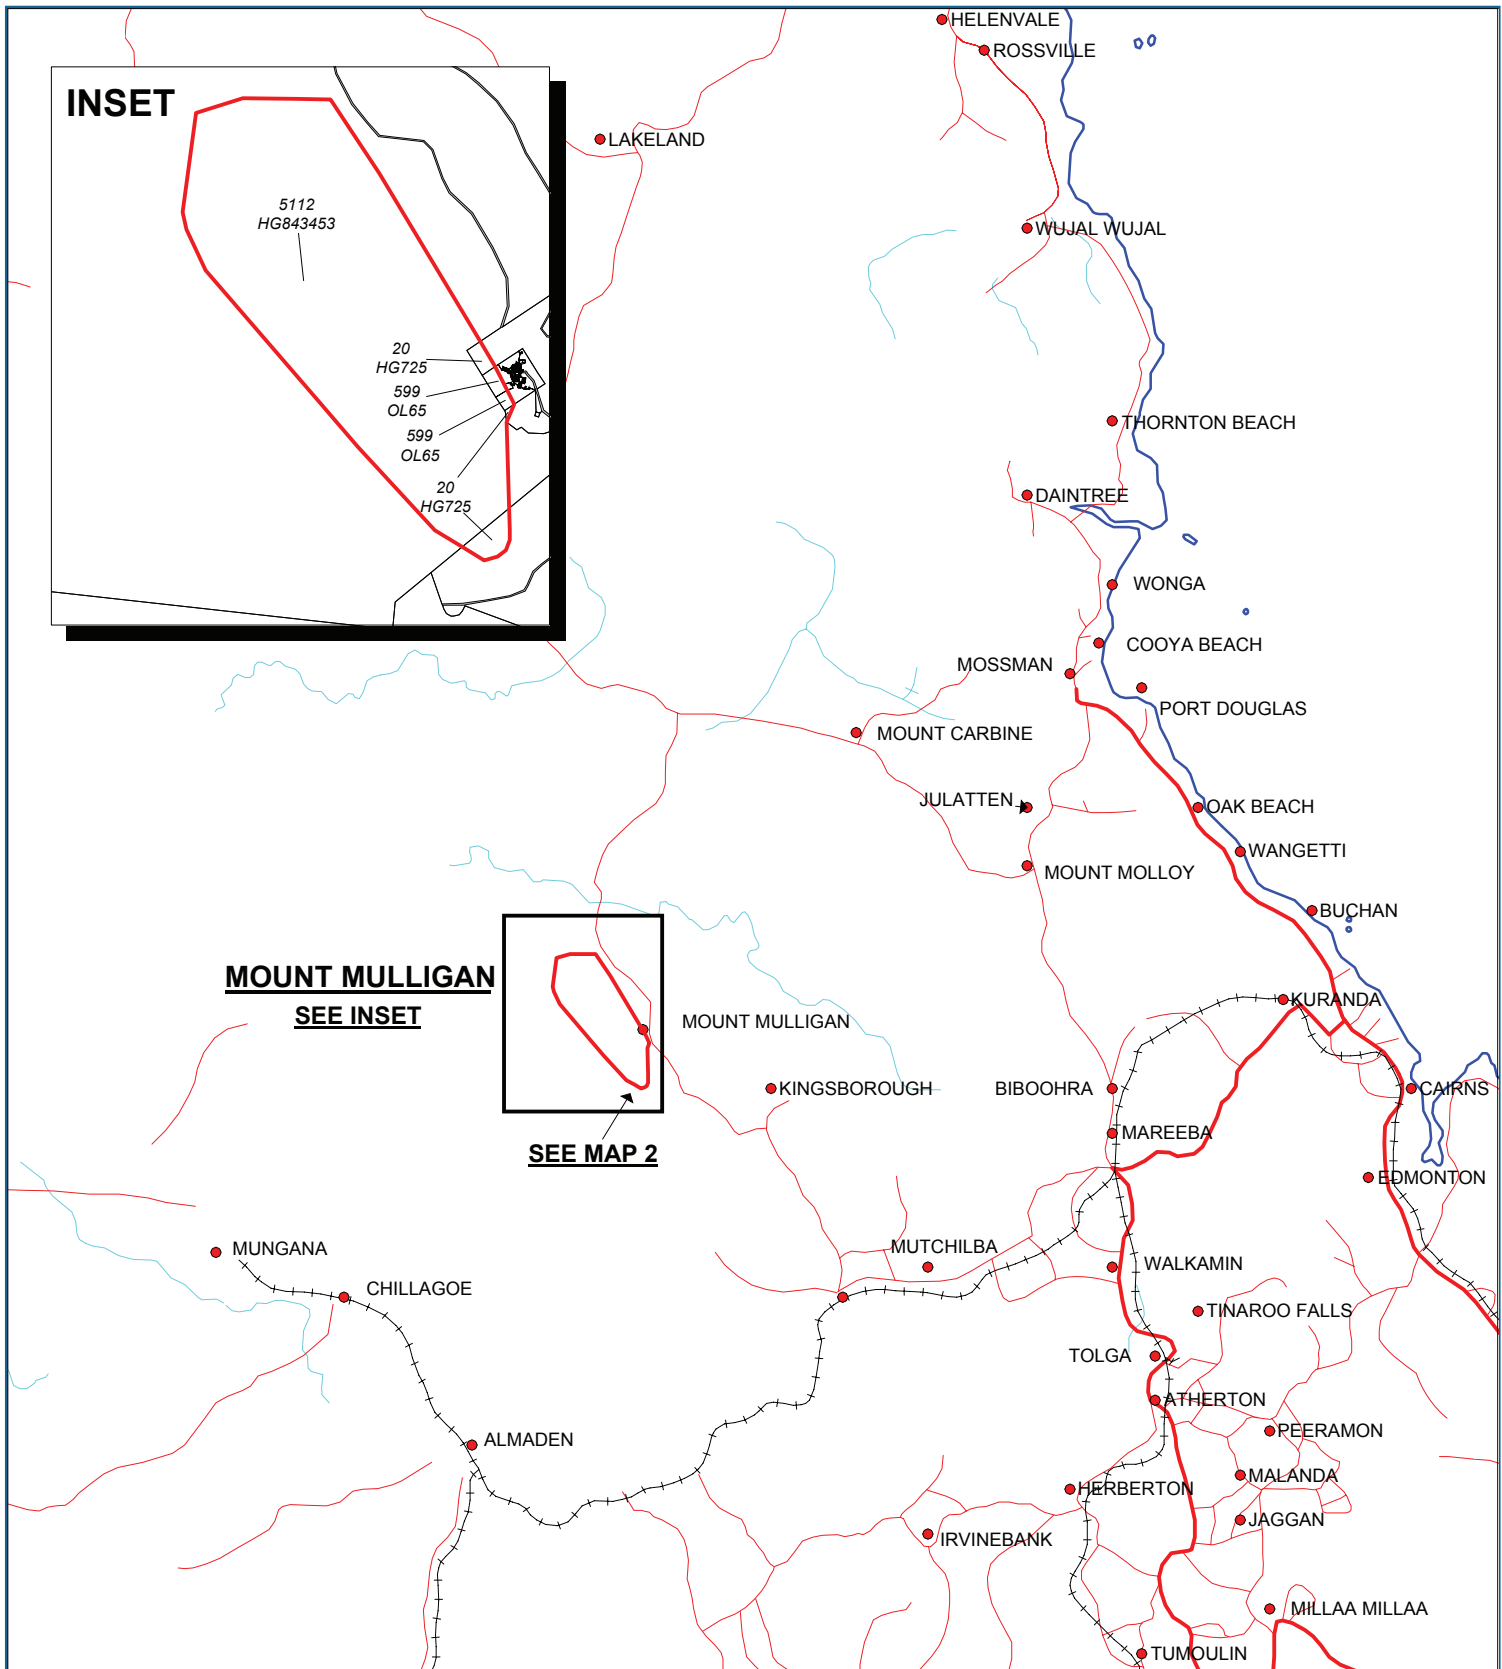 HELENVALE
ROSSVILLE
INSET
LAKELAND
5112
HG843453
WUJAL WUJAL
20
HG725
599
OL65
599
OL65
20
HG725
THORNTON BEACH
DAINTREE
WONGA
COOYA BEACH
MOSSMAN
PORT DOUGLAS
MOUNT CARBINE
JULATTEN
OAK BEACH
WANGETTI
MOUNT MOLLOY
BUCHAN
MOUNT MULLIGAN
SEE INSET
KURANDA
MOUNT MULLIGAN
KINGSBOROUGH
BIBOOHRA
CAIRNS
MAREEBA
SEE MAP 2
EDMONTON
MUNGANA
MUTCHILBA
WALKAMIN
CHILLAGOE
TINAROO FALLS
TOLGA
ATHERTON
PEERAMON
ALMADEN
MALANDA
HERBERTON
JAGGAN
IRVINEBANK
MILLAA MILLAA
TUMOULIN